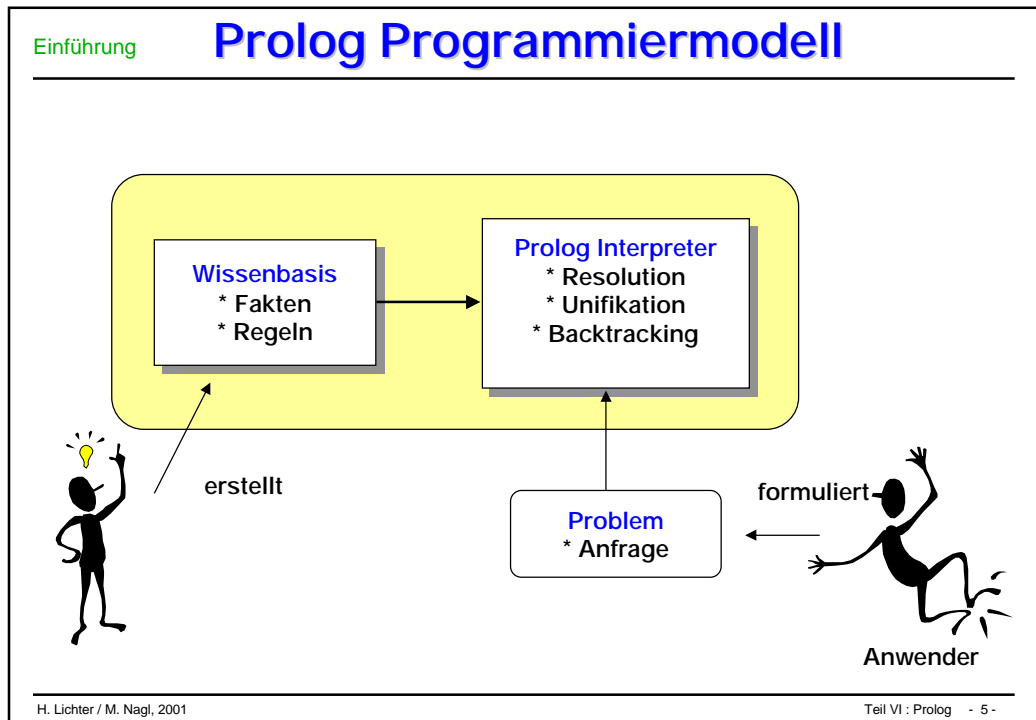 Einführung
Prolog Programmiermodell
Wissenbasis
* Fakten
* Regeln
Prolog Interpreter
* Resolution
* Unifikation
* Backtracking
erstellt
Problem
* Anfrage
formuliert
Anwender
H. Lichter / M. Nagl, 2001
Teil VI : Prolog - 5 -